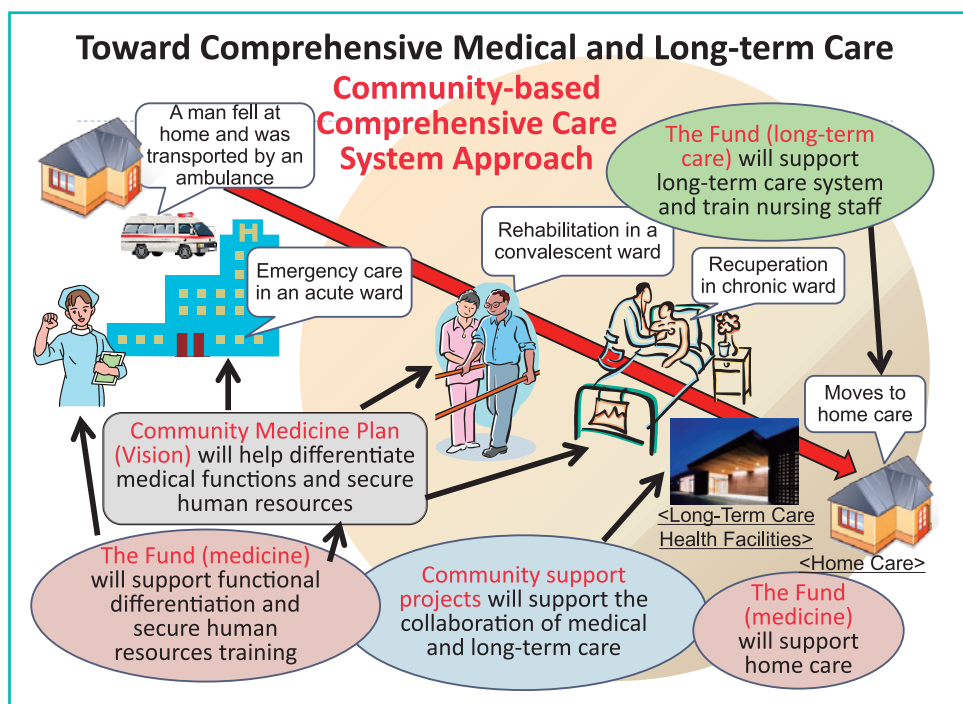 Toward Comprehensive Medical and Long-term Care
Community-based
Comprehensive Care
System Approach
A man fell at
home and was
transported by an
ambulance
The Fund (long-term
care) will support
long-term care system
and train nursing staff
H
Emergency care
in an acute ward
Rehabilitation in a
convalescent ward
Recuperation
in chronic ward
Moves to
home care
Community Medicine Plan
(Vision) will help differentiate
medical functions and secure
human resources
<Long-Term Care
Health Facilities>
<Home Care>
The Fund (medicine)
will support functional
differentiation and
secure human
resources training
Community support
projects will support the
collaboration of medical
and long-term care
The Fund
(medicine)
will support
home care